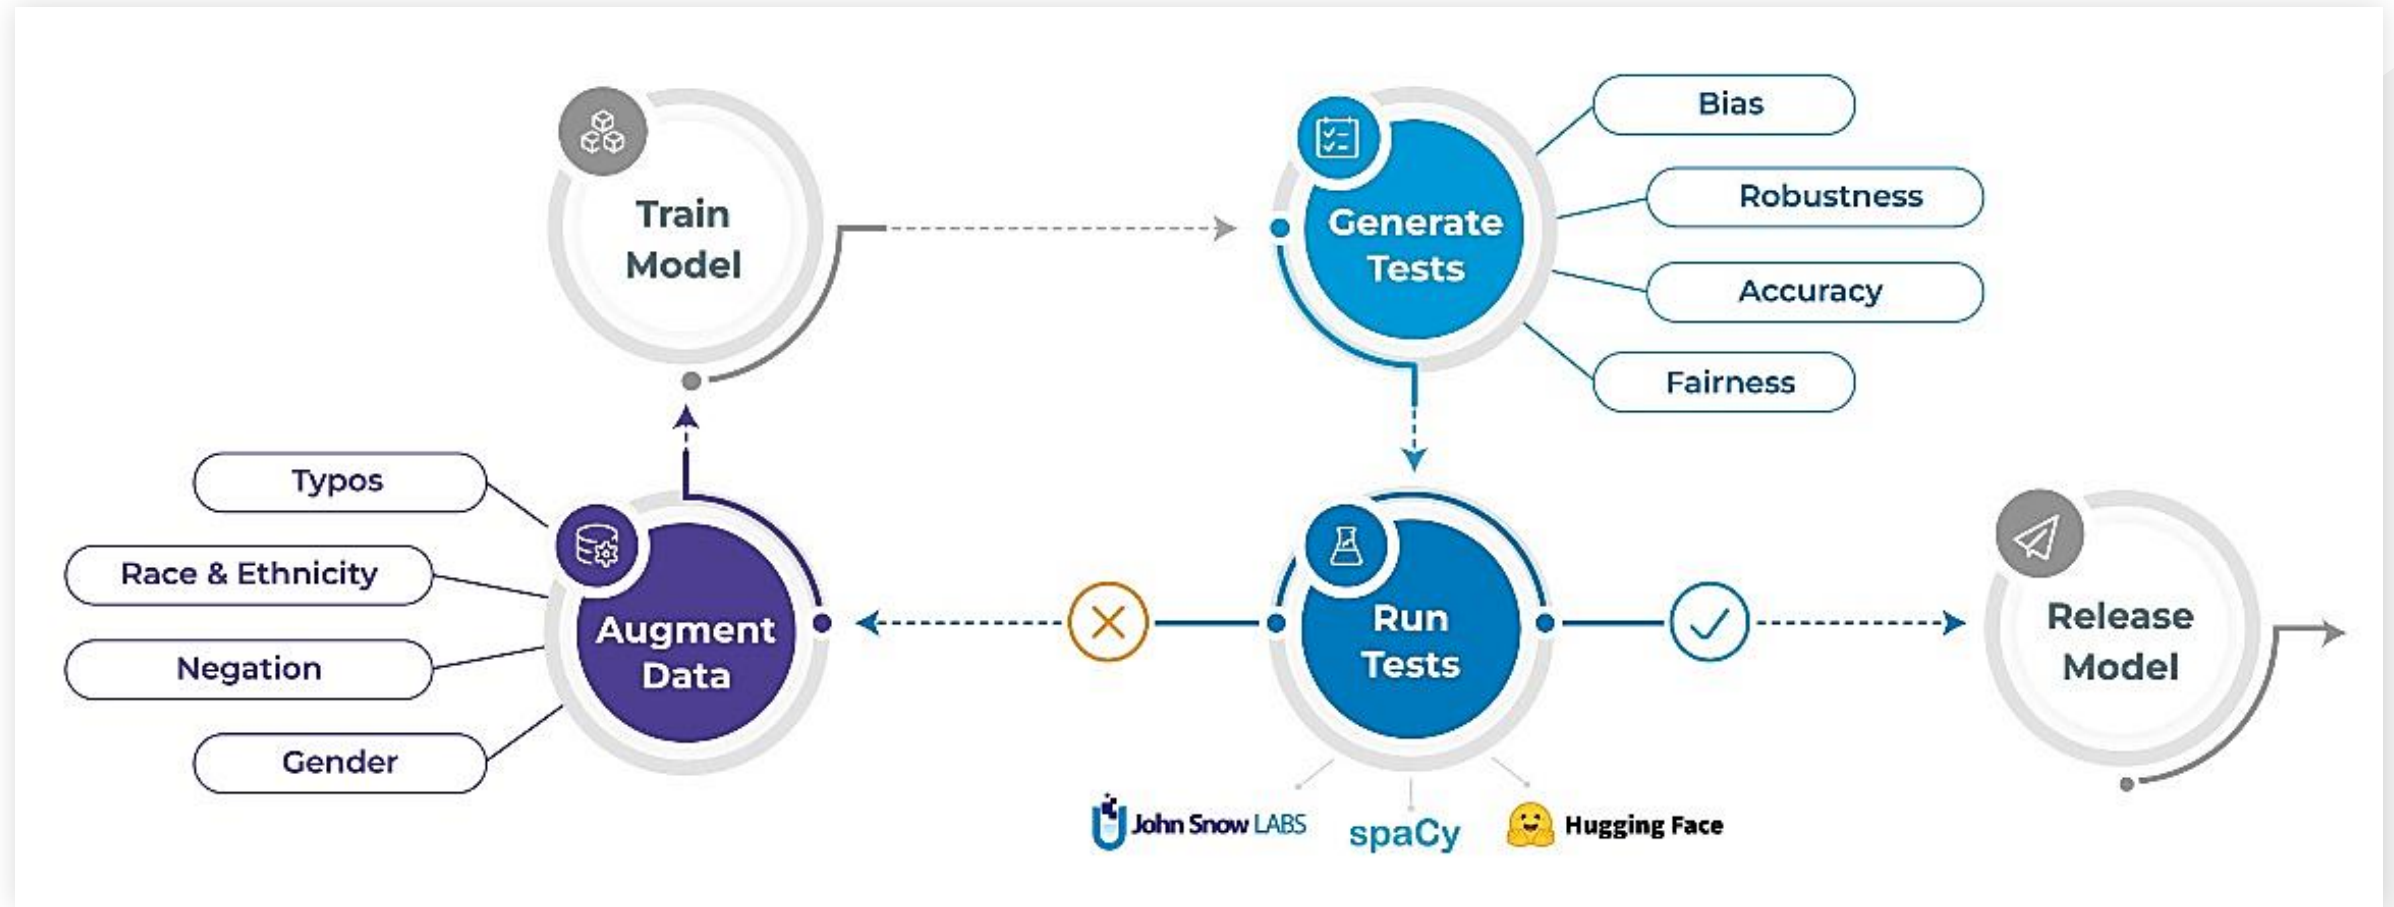 Train
Model
Generate
Tests
Bias
Robustness
Accuracy
Fairness
Typos
Race & Ethnicity
Negation
Gender
Augment
Data
Run
Tests
Release
Model
John Snow LABS
spaCy
Hugging Face